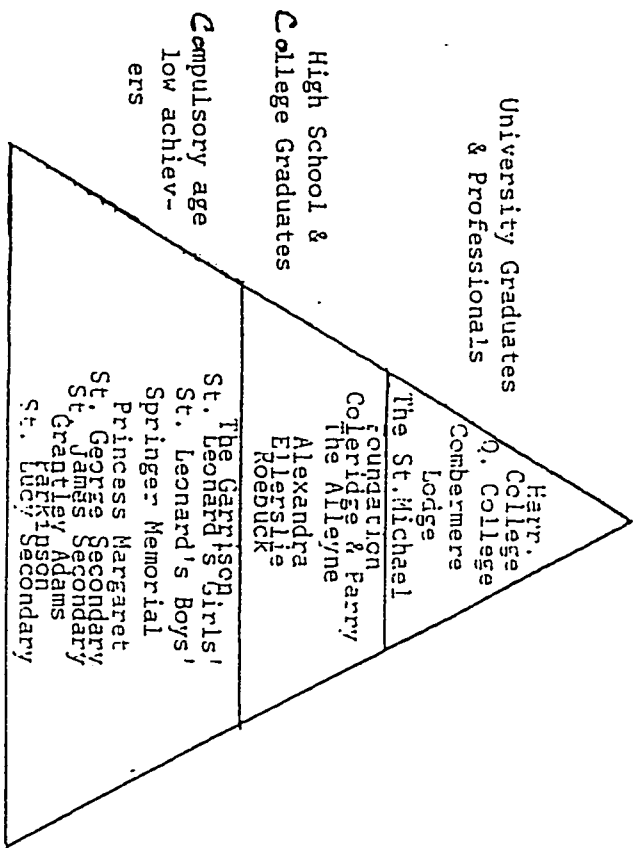 University Graduates
& Professionals
Harr.
College
Q. College
Combermere
Lodge
The St.Michael
High School &
College Graduates
Foundation
Coleridge & Parry
The Alleyne
Alexandra
Ellerslie
Roebuck
Compulsory age
low achiev-
ers
The Garrison
St. Leonard's Girls'
St. Leonard's Boys'
Springer Memorial
Princess Margaret
St. George Secondary
St James Secondary
Grantley Adams
Parkinson
St. Lucy Secondary